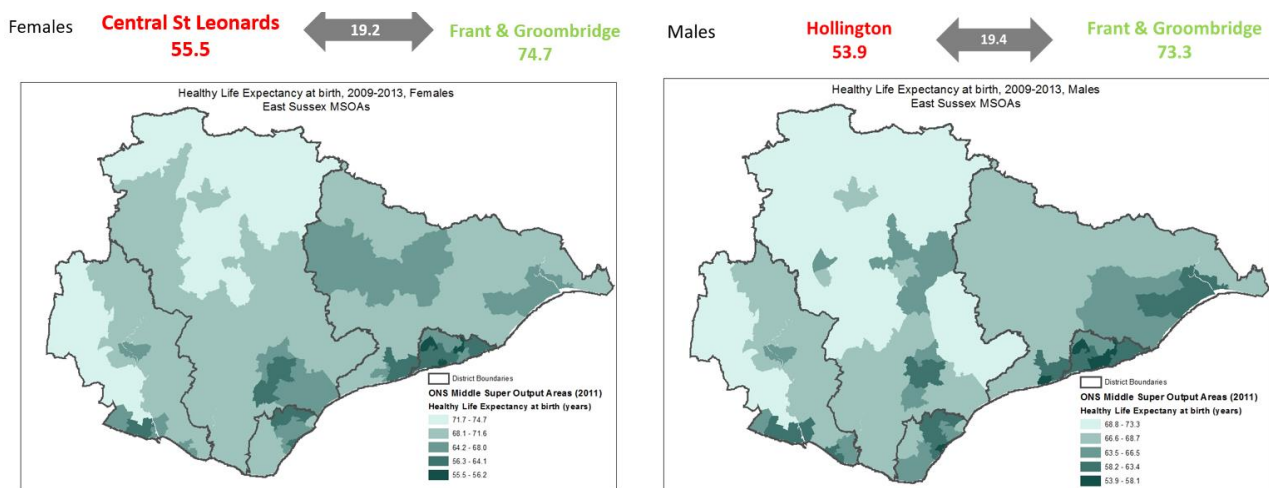 Females
Central St Leonards
55.5
19.2
Frant & Groombridge
74.7
Healthy Life Expectancy at birth, 2009-2013, Females
East Sussex MSOAs
District Boundaries
ONS Middle Super Output Areas (2011)
Healthy Life Expectancy at birth (years)
71.7 - 74.7
68.1 - 71.6
64.2 - 68.0
56.3 - 64.1
55.5 - 56.2
Males
Hollington
53.9
19.4
Frant & Groombridge
73.3
Healthy Life Expectancy at birth, 2009-2013, Males
East Sussex MSOAs
District Boundaries
ONS Middle Super Output Areas (2011)
Healthy Life Expectany at birth (years)
68.8 - 73.3
66.6 - 68.7
63.5 - 66.5
58.2 - 63.4
53.9 - 58.1